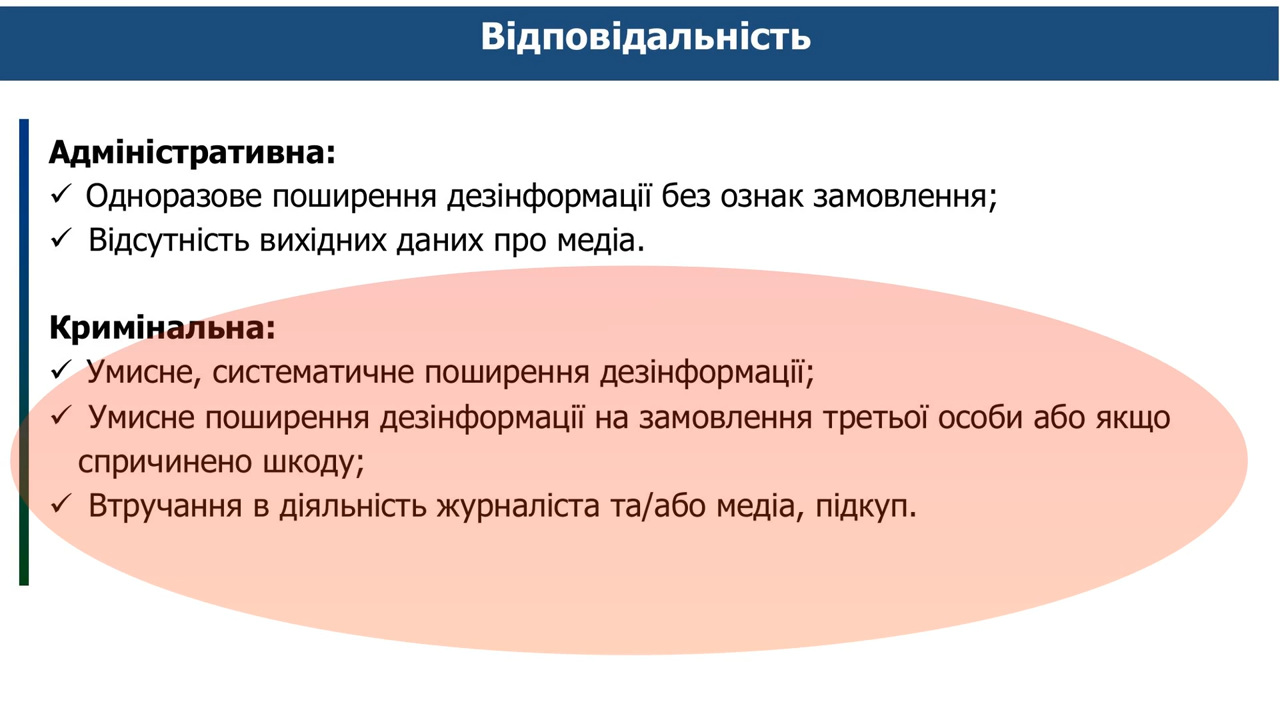 Відповідальність
Адміністративна:
✓ Одноразове поширення дезінформації без ознак замовлення;
✓ Відсутність вихідних даних про медіа.
Кримінальна:
✓ Умисне, систематичне поширення дезінформації;
✓ Умисне поширення дезінформації на замовлення третьої особи або якщо
спричинено шкоду;
✓ Втручання в діяльність журналіста та/або медіа, підкуп.